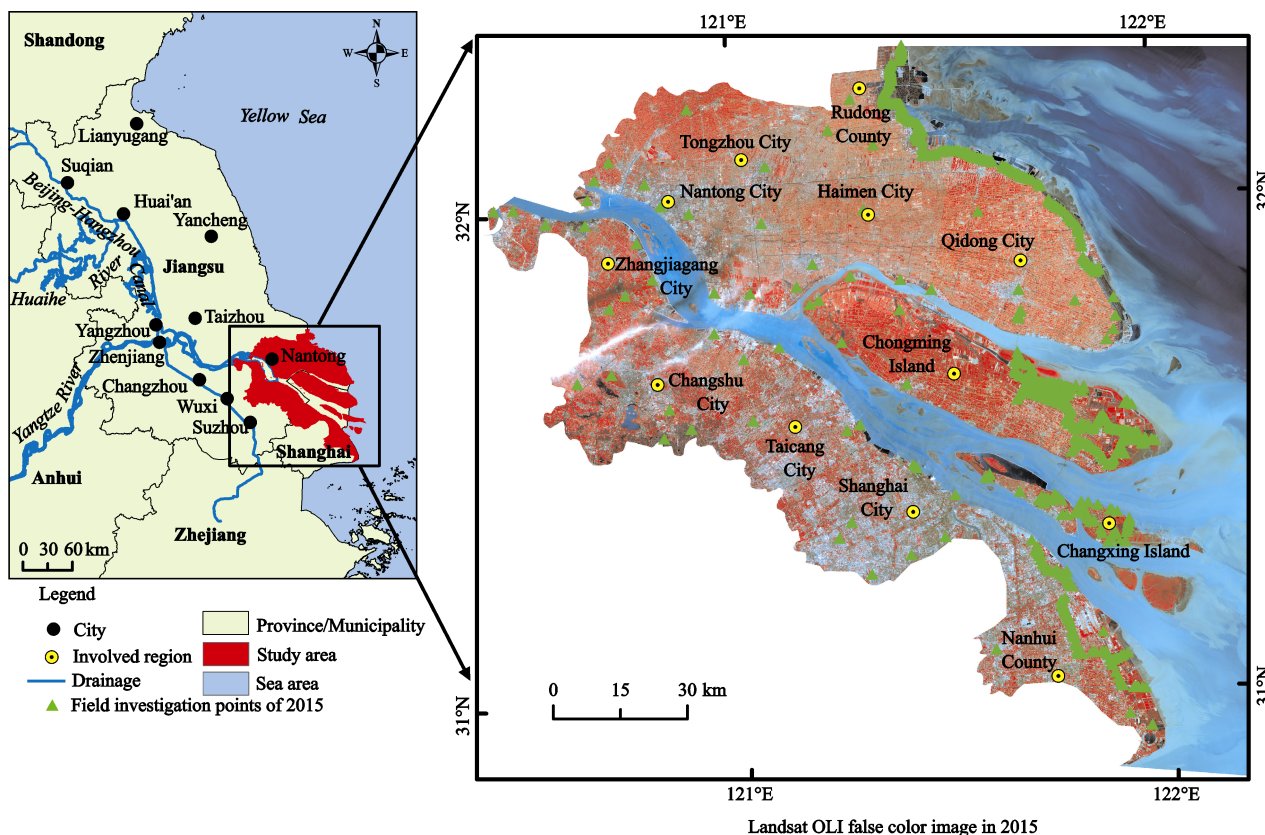 Shandong
N
W
E
S
Yellow Sea
Lianyugang
Suqian
Beijing-Hangzhou Canal
Huai'an
Yancheng
Jiangsu
Huaihe River
Taizhou
Yangzhou
Zhenjiang
Nantong
Changzhou
Wuxi
Suzhou
Yangtze River
Shanghai
Anhui
Zhejiang
0 30 60 km
Legend
City
Involved region
Drainage
Field investigation points of 2015
Province/Municipality
Study area
Sea area
121°E
122°E
32°N
32°N
31°N
31°N
121°E
122°E
Rudong
County
Tongzhou City
Nantong City
Haimen City
Qidong City
Zhangjiagang
City
Chongming
Island
Changshu
City
Taicang
City
Shanghai
City
Changxing Island
Nanhui
County
0 15 30 km
Landsat OLI false color image in 2015